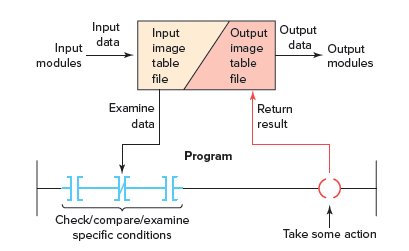 Input
data
Input
modules
Input
image
table
file
Output
image
table
file
Output
data
Output
modules
Examine
data
Return
result
Program
Check/compare/examine
specific conditions
Take some action